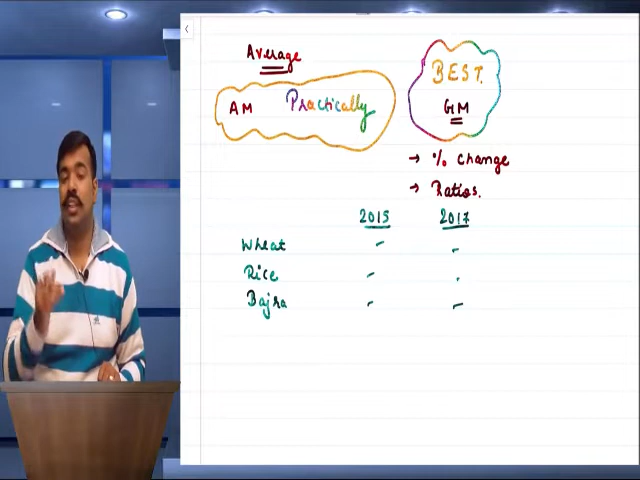 Average
AM Practically
BEST.
GM
→ % change
→ Ratios.
2015 2017
Wheat
Rice
Bajra